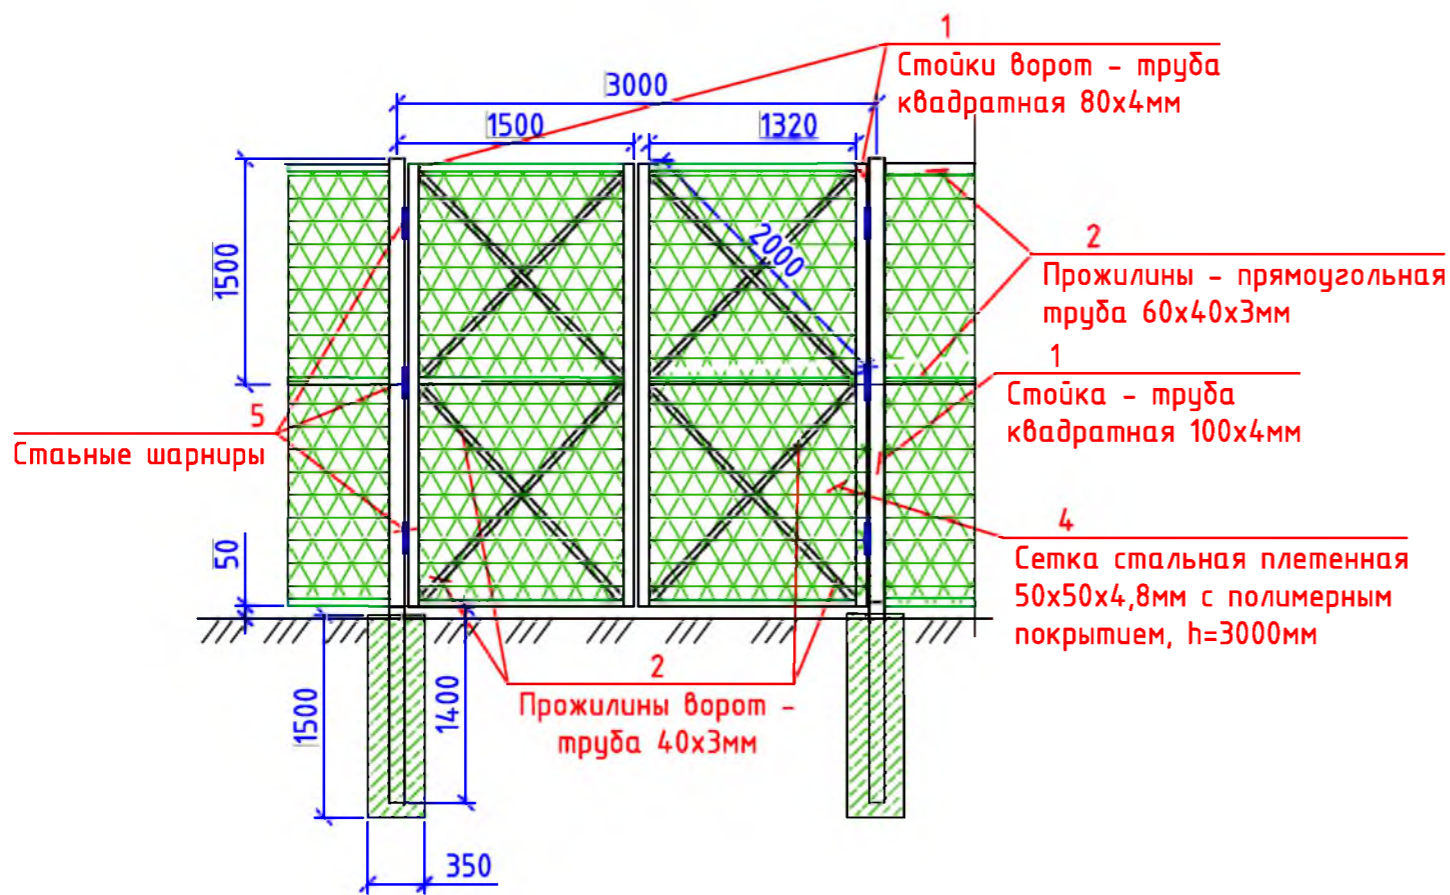 1
Стойки ворот - труба
квадратная 80х4мм
3000
1500
1320
2
Прожилины - прямоугольная
труба 60х40х3мм
1500
2000
1
Стойка - труба
квадратная 100х4мм
5
Стаьные шарниры
4
Сетка стальная плетенная
50х50х4,8мм с полимерным
покрытием, h=3000мм
50
2
Прожилины ворот -
труба 40х3мм
1500
1400
350